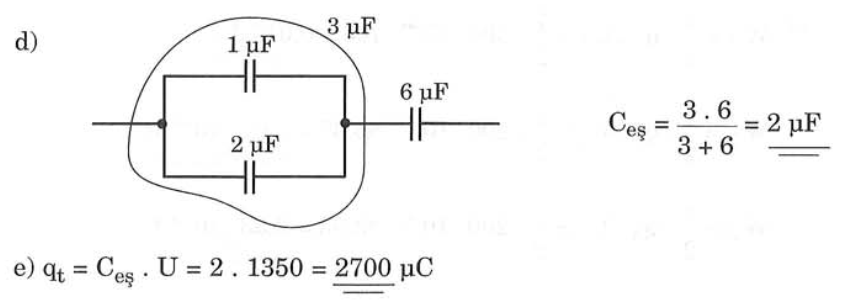 d)
3 µF
1 µF
6 µF
2 µF
C_eş = (3 . 6)/(3 + 6) = 2 µF
e) q_t = C_eş . U = 2 . 1350 = 2700 µC